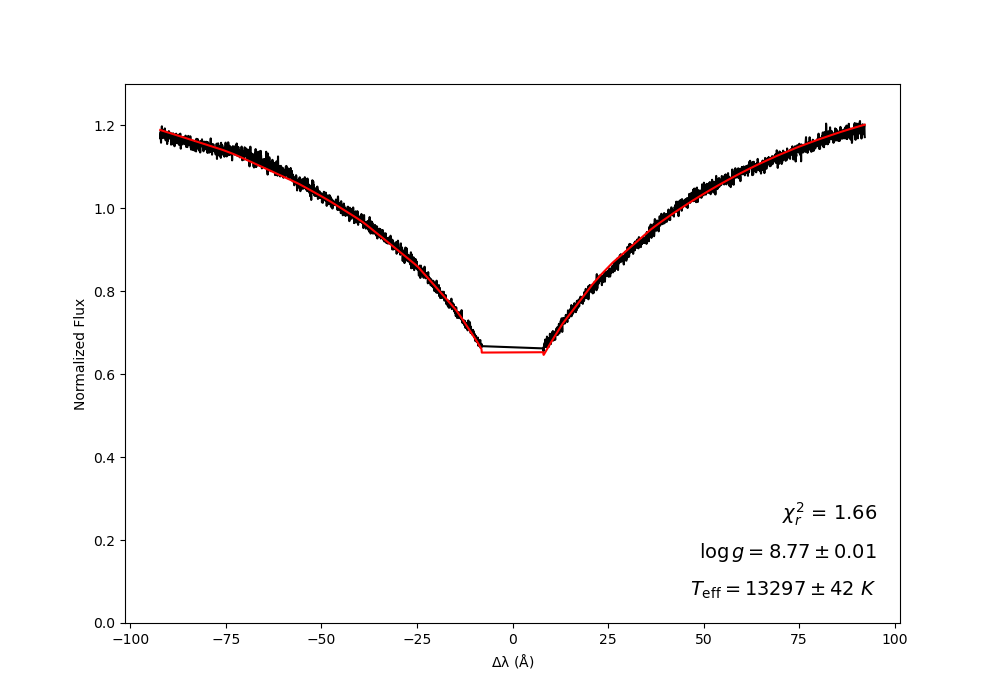 1.2
1.0
0.8
0.6
0.4
0.2
0.0
Normalized Flux
χ²ᵣ = 1.66
log g = 8.77 ± 0.01
T_eff = 13297 ± 42 K
−100 −75 −50 −25 0 25 50 75 100
Δλ (Å)